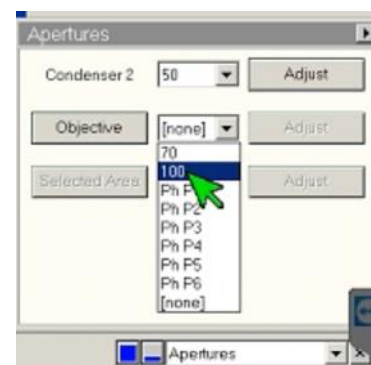 Apertures
Condenser 2 50 Adjust
Objective [none] Adjust
70
100
Selected Area Adjust
Ph P2
Ph P3
Ph P4
Ph P5
Ph P6
[none]
Apertures